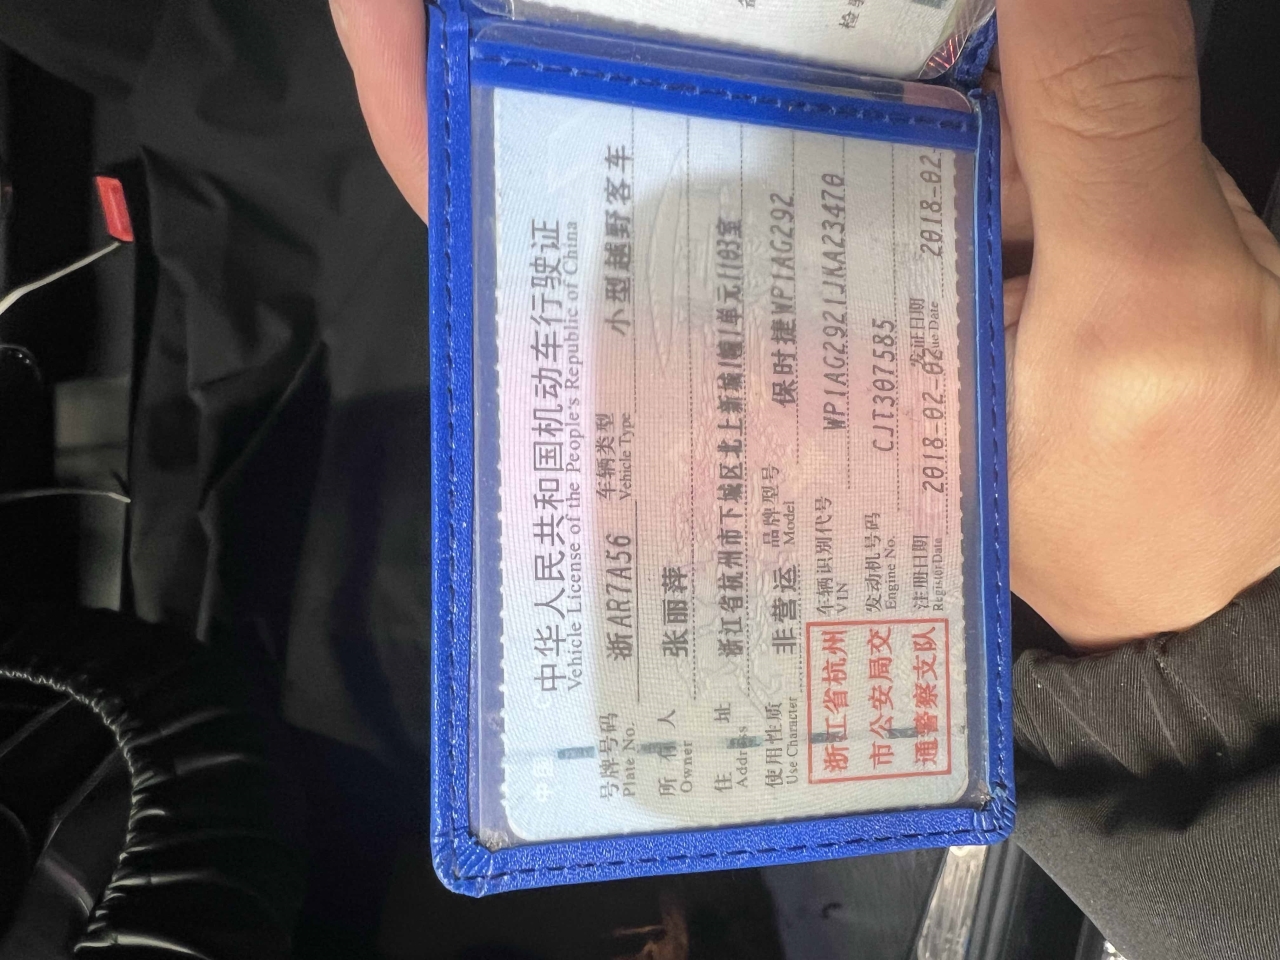 检验
中华人民共和国机动车行驶证
Vehicle License of the People's Republic of China
号牌号码 浙AR7A56 车辆类型 小型越野客车
Plate No. Vehicle Type
所有人 张丽萍
Owner
住址 浙江省杭州市下城区北上新城1幢1单元1103室
Address
使用性质 非营运 品牌型号 保时捷WP1AG292
Use Character Model
浙江省杭州
市公安局交
通警察支队
车辆识别代号 WP1AG2921JKA23470
VIN
发动机号码 CJT307585
Engine No.
注册日期 2018-02-02 发证日期 2018-02-
Register Date Issue Date
中国